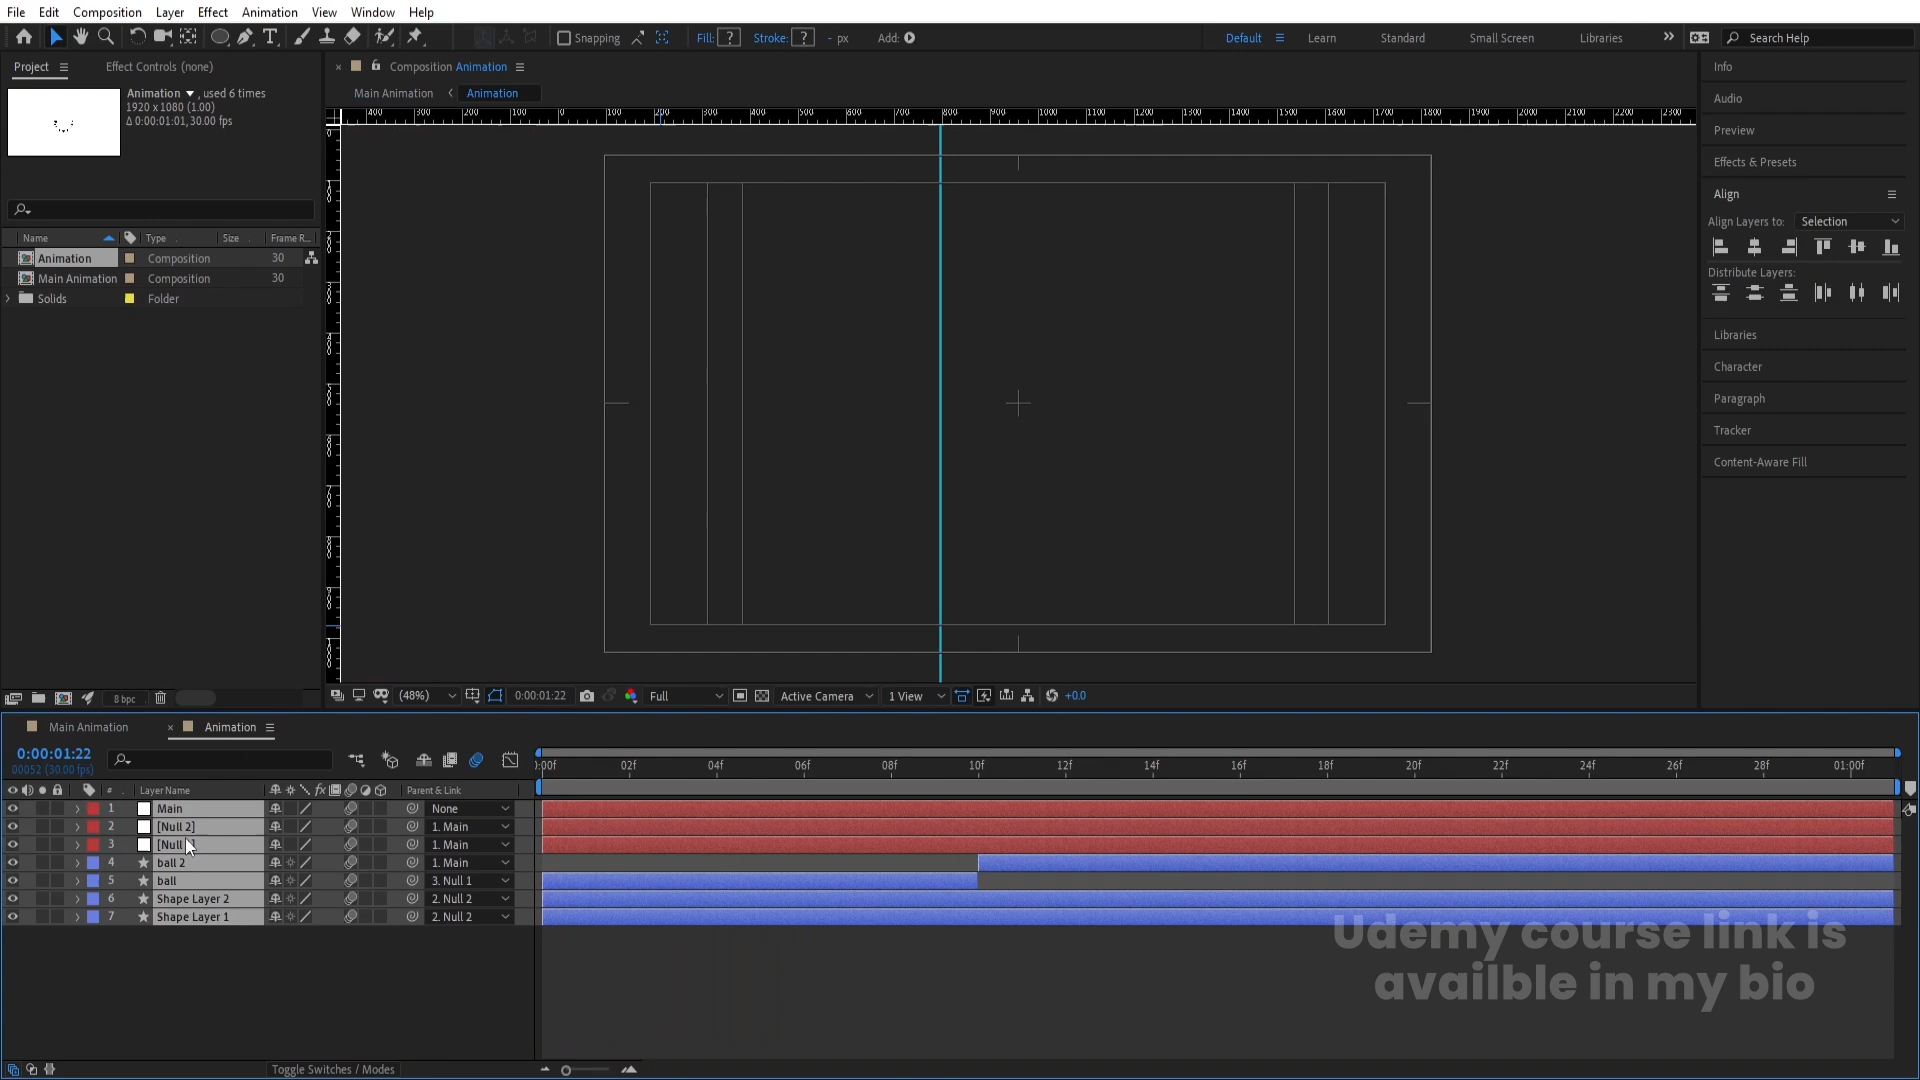 File Edit Composition Layer Effect Animation View Window Help
Snapping Fill: ? Stroke: ? - px Add: Default Learn Standard Small Screen Libraries Search Help
Project Effect Controls (none)
Composition Animation
Info
Animation , used 6 times
1920 x 1080 (1.00)
Δ 0:00:01:01, 30.00 fps
Main Animation Animation
Audio
Preview
Effects & Presets
Align
Align Layers to: Selection
Distribute Layers:
Name Type Size Frame R...
Animation Composition 30
Main Animation Composition 30
Solids Folder
Libraries
Character
Paragraph
Tracker
Content-Aware Fill
8 bpc (48%) 0:00:01:22 Full Active Camera 1 View +0.0
Main Animation Animation
0:00:01:22
00052 (30.00 fps)
:00f 02f 04f 06f 08f 10f 12f 14f 16f 18f 20f 22f 24f 26f 28f 01:00f
# Layer Name fx Parent & Link
1 Main None
2 [Null 2] 1. Main
3 [Null 1. Main
4 ball 2 1. Main
5 ball 3. Null 1
6 Shape Layer 2 2. Null 2
7 Shape Layer 1 2. Null 2
Udemy course link is
availble in my bio
Toggle Switches / Modes